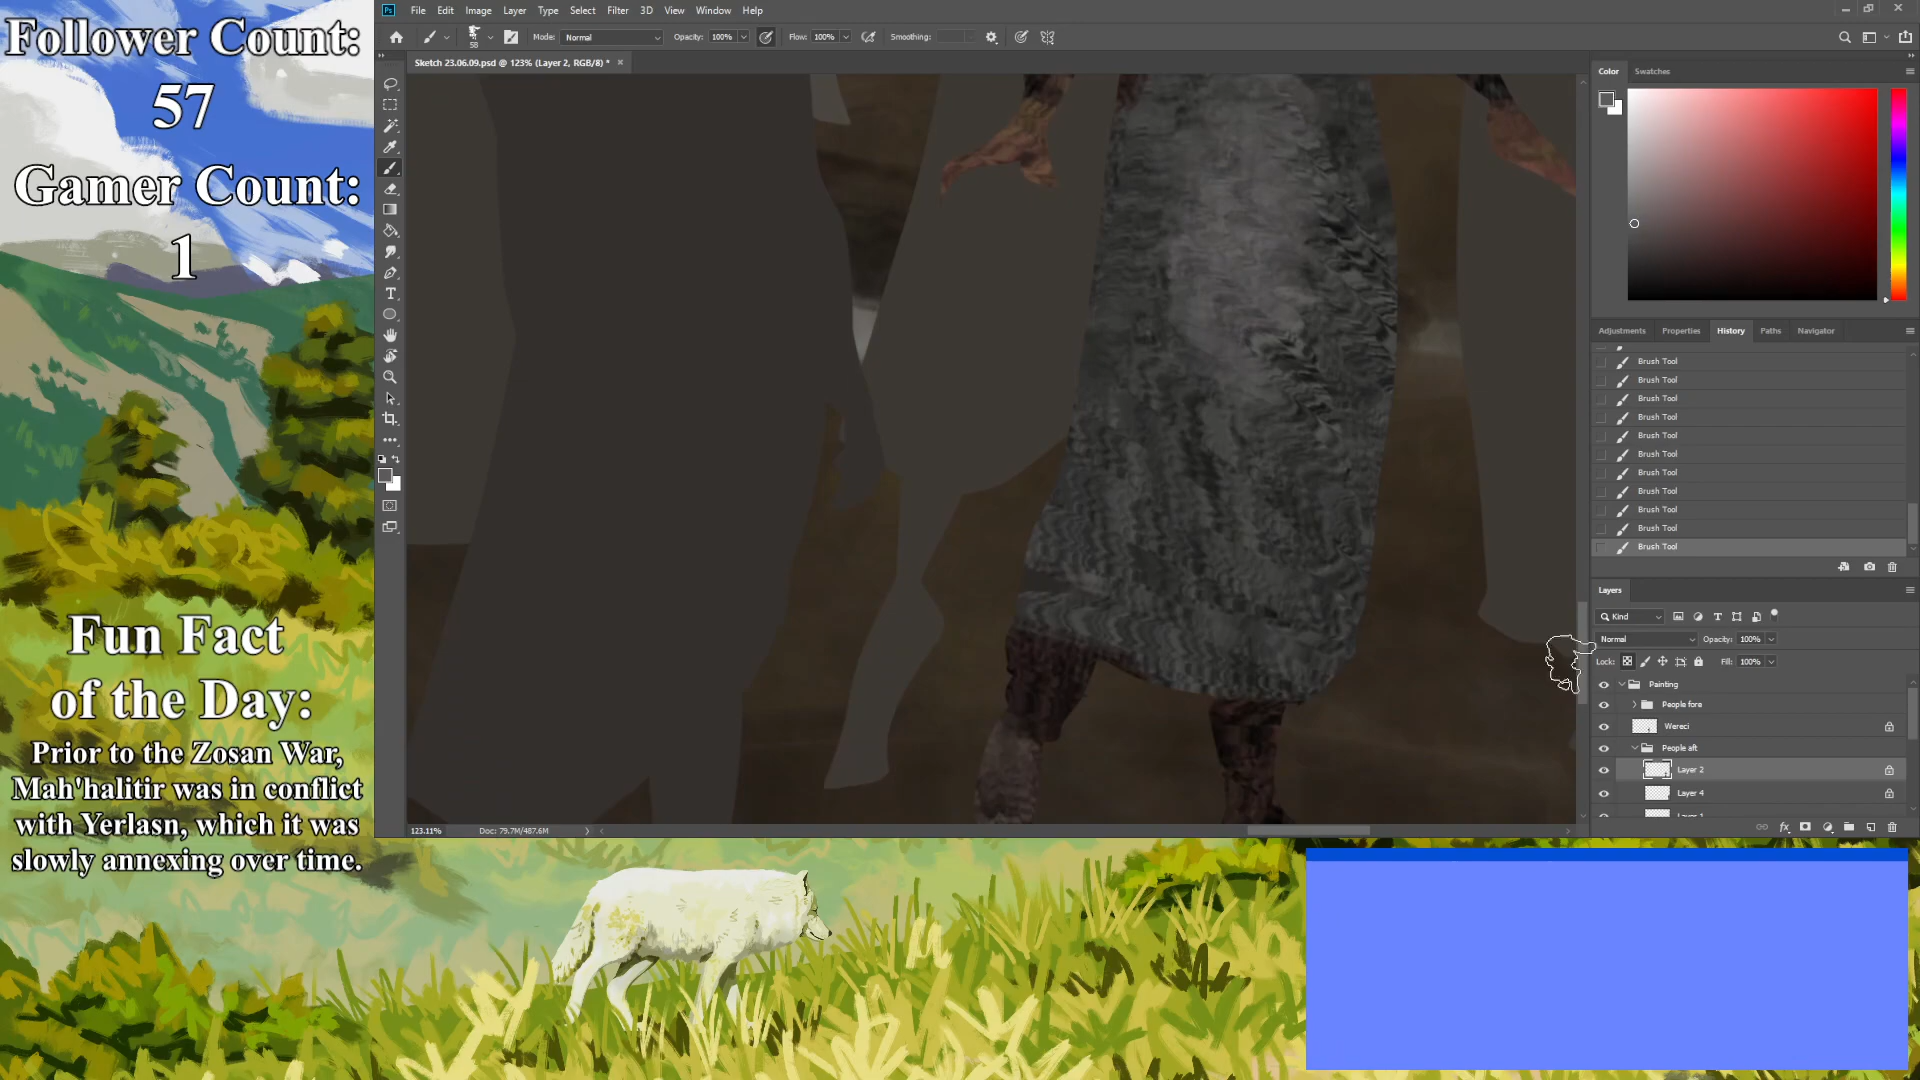 Follower Count:
57
Gamer Count:
1
Fun Fact
of the Day:
Prior to the Zosan War,
Mah'halitir was in conflict
with Yerlasn, which it was
slowly annexing over time.
Ps File Edit Image Layer Type Select Filter 3D View Window Help
58 Mode: Normal Opacity: 100% Flow: 100% Smoothing:
Sketch 23.06.09.psd @ 123% (Layer 2, RGB/8) *
Color Swatches
Adjustments Properties History Paths Navigator
Brush Tool
Brush Tool
Brush Tool
Brush Tool
Brush Tool
Brush Tool
Brush Tool
Brush Tool
Brush Tool
Brush Tool
Brush Tool
Layers
Kind
Normal Opacity: 100%
Lock: Fill: 100%
Painting
People fore
Wereci
People aft
Layer 2
Layer 4
123.11% Doc: 79.7M/487.6M